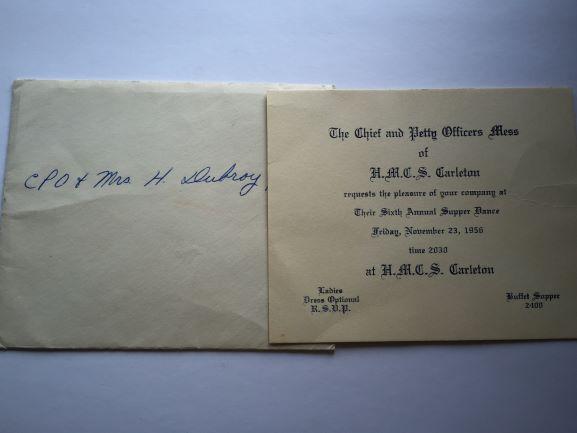 CPO & Mrs. H. Dubroy,
The Chief and Petty Officers Mess
of
H.M.C.S. Carleton
requests the pleasure of your company at
Their Sixth Annual Supper Dance
Friday, November 23, 1956
time 2030
at H.M.C.S. Carleton
Ladies
Dress Optional
R.S.V.P.
Buffet Supper
2400